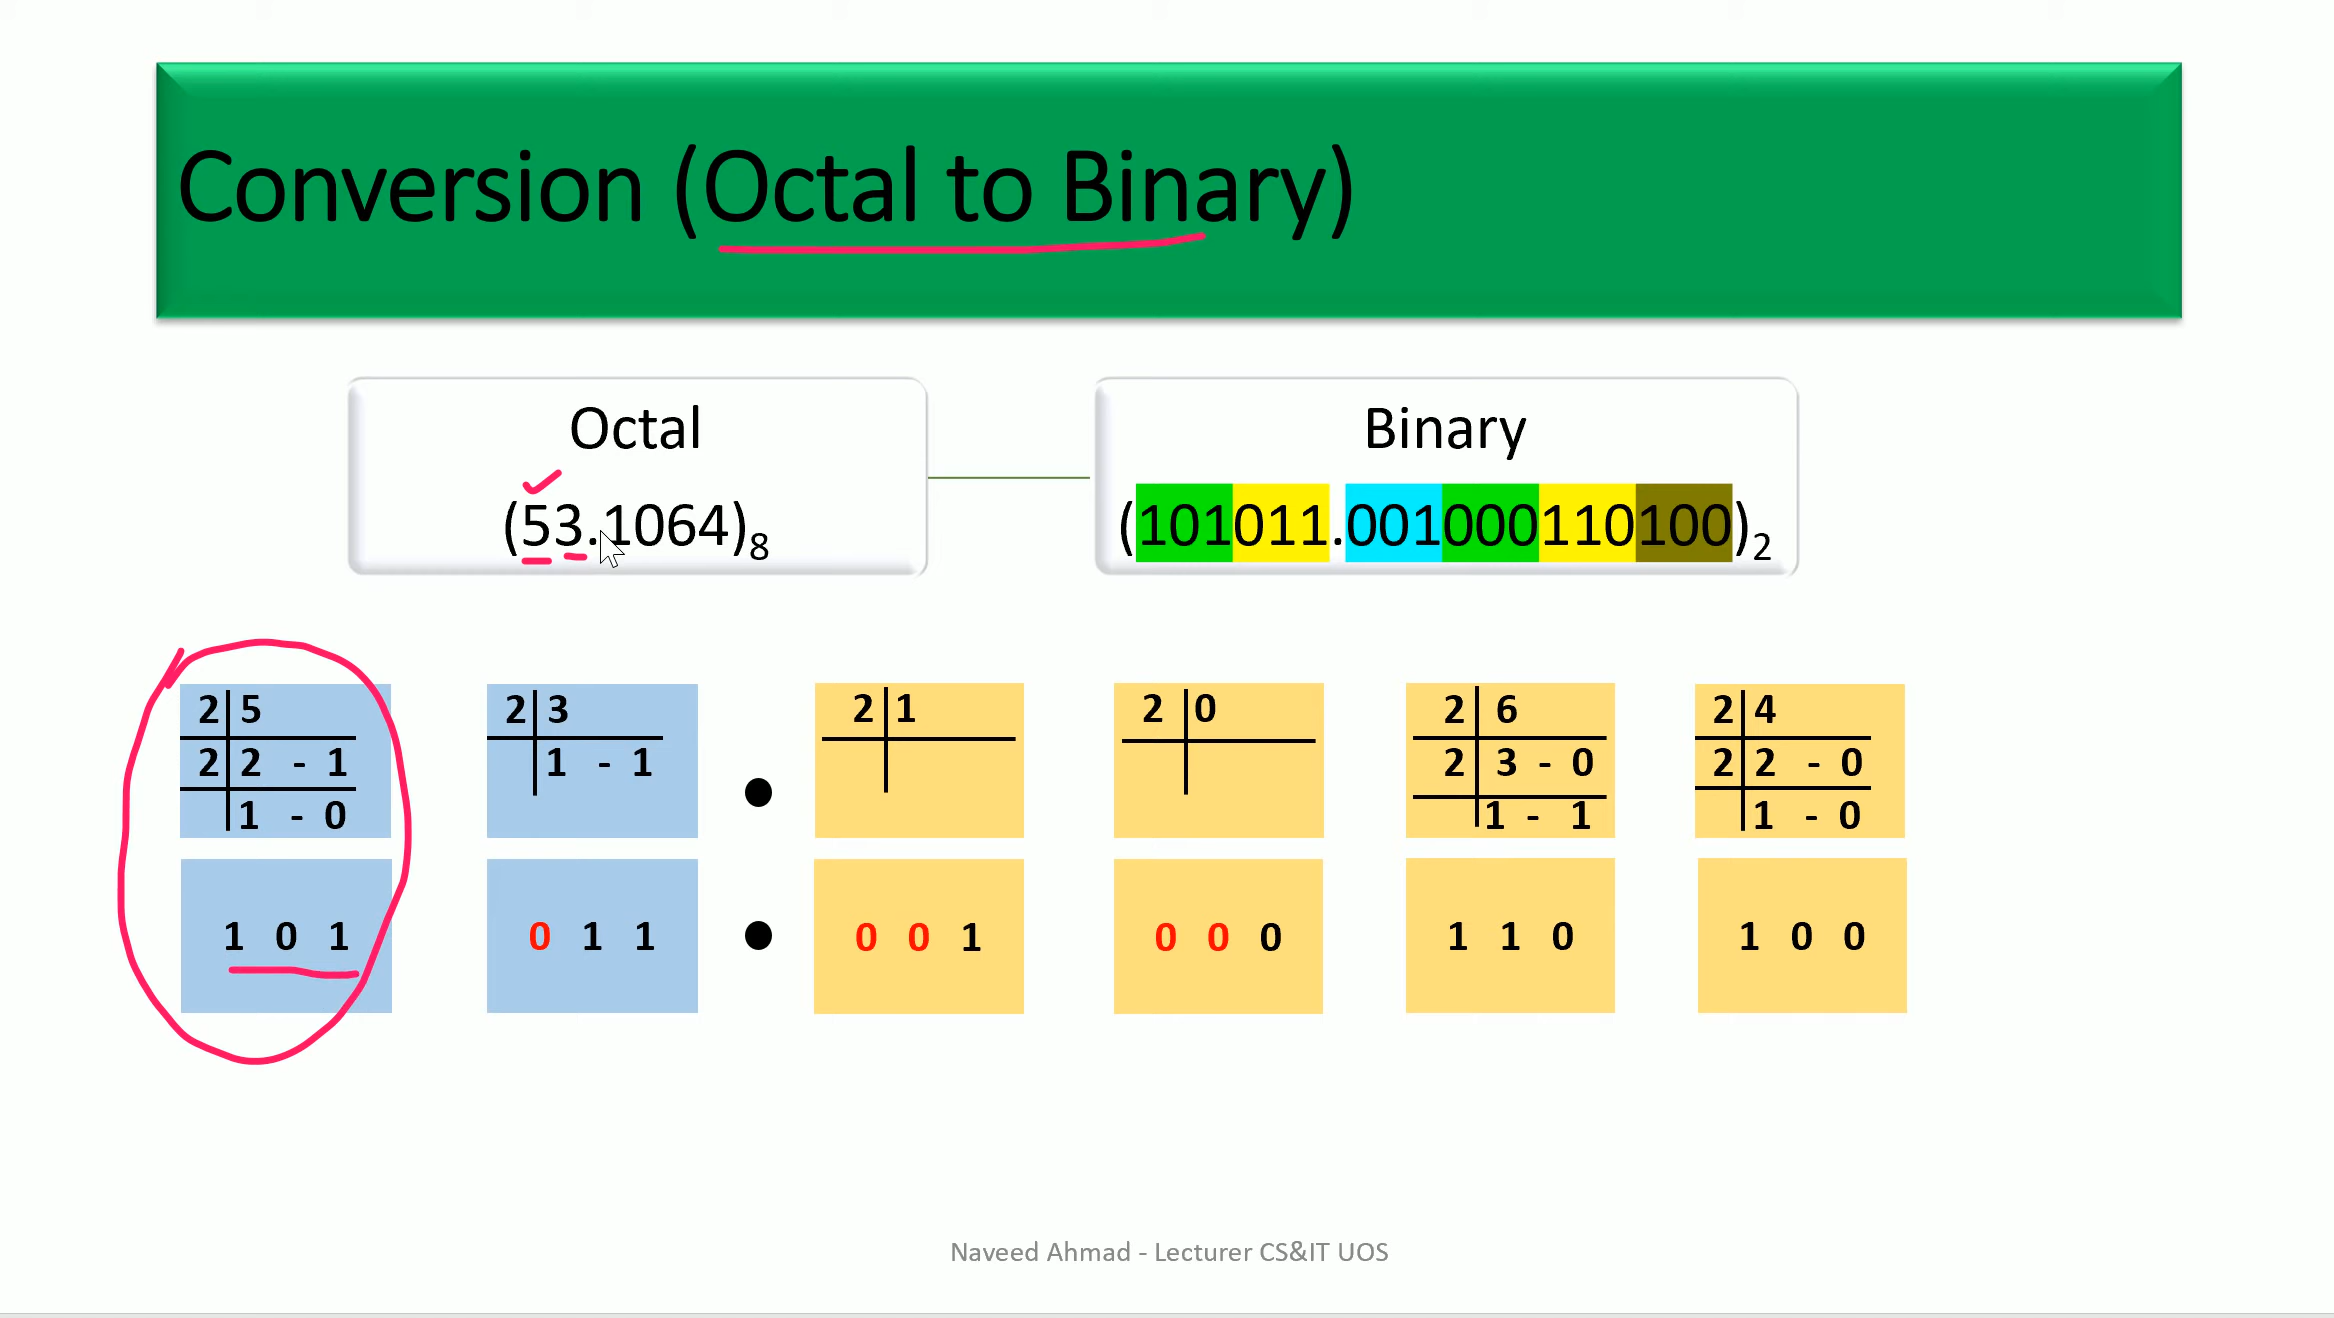 Conversion (Octal to Binary)
Octal
(53.1064)8
Binary
(101011.001000110100)2
2 5
2 2 - 1
1 - 0
2 3
1 - 1
2 1
2 0
2 6
2 3 - 0
1 - 1
2 4
2 2 - 0
1 - 0
1 0 1
0 1 1
0 0 1
0 0 0
1 1 0
1 0 0
Naveed Ahmad - Lecturer CS&IT UOS